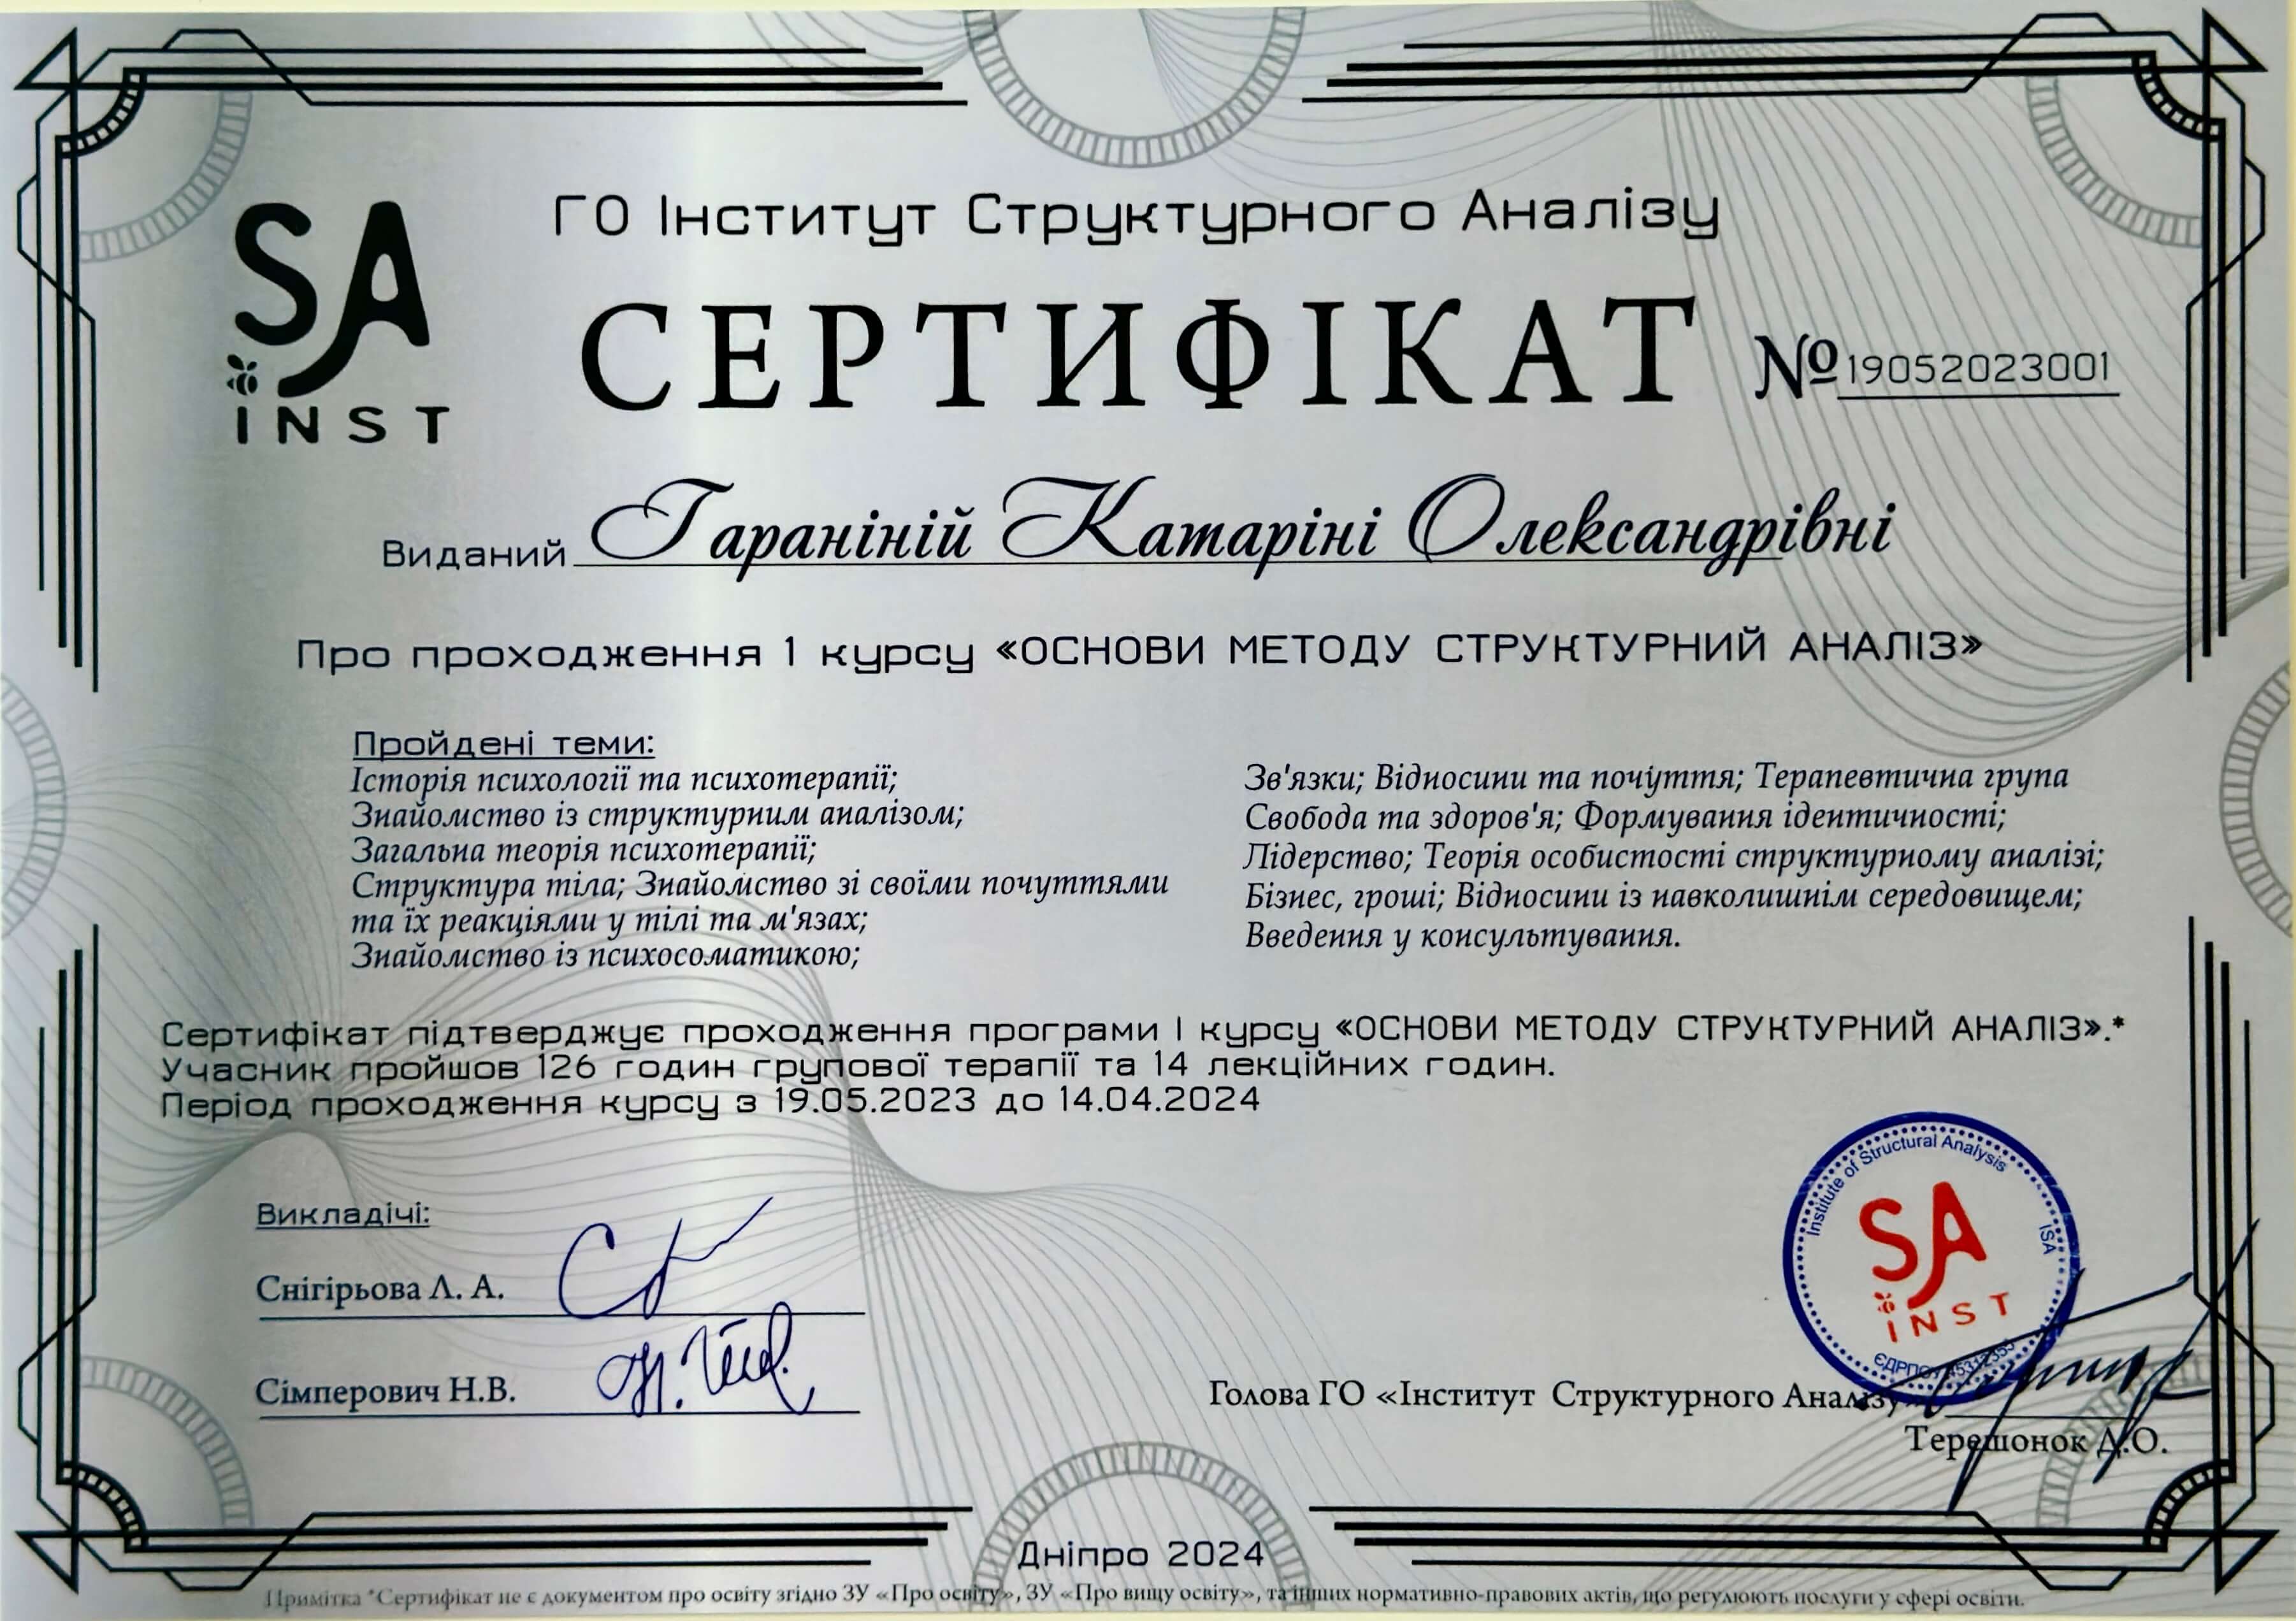 ГО Інститут Структурного Аналізу
SA
INST
СЕРТИФІКАТ №19052023001
Виданий Гараніній Катаріні Олександрівні
Про проходження 1 курсу «ОСНОВИ МЕТОДУ СТРУКТУРНИЙ АНАЛІЗ»
Пройдені теми:
Історія психології та психотерапії;
Знайомство із структурним аналізом;
Загальна теорія психотерапії;
Структура тіла; Знайомство зі своїми почуттями
та їх реакціями у тілі та м'язах;
Знайомство із психосоматикою;
Зв'язки; Відносини та почуття; Терапевтична група
Свобода та здоров'я; Формування ідентичності;
Лідерство; Теорія особистості структурному аналізі;
Бізнес, гроші; Відносини із навколишнім середовищем;
Введення у консультування.
Сертифікат підтверджує проходження програми І курсу «ОСНОВИ МЕТОДУ СТРУКТУРНИЙ АНАЛІЗ».*
Учасник пройшов 126 годин групової терапії та 14 лекційних годин.
Період проходження курсу з 19.05.2023 до 14.04.2024
Викладічі:
Снігірьова Л. А.
Сімперович Н.В.
Institute of Structural Analysis
ISA
SA
INST
ЄДРПОУ
Голова ГО «Інститут Структурного Аналізу»
Терешонок Д.О.
Дніпро 2024
Примітка *Сертифікат не є документом про освіту згідно ЗУ «Про освіту», ЗУ «Про вищу освіту», та інших нормативно-правових актів, що регулюють послуги у сфері освіти.